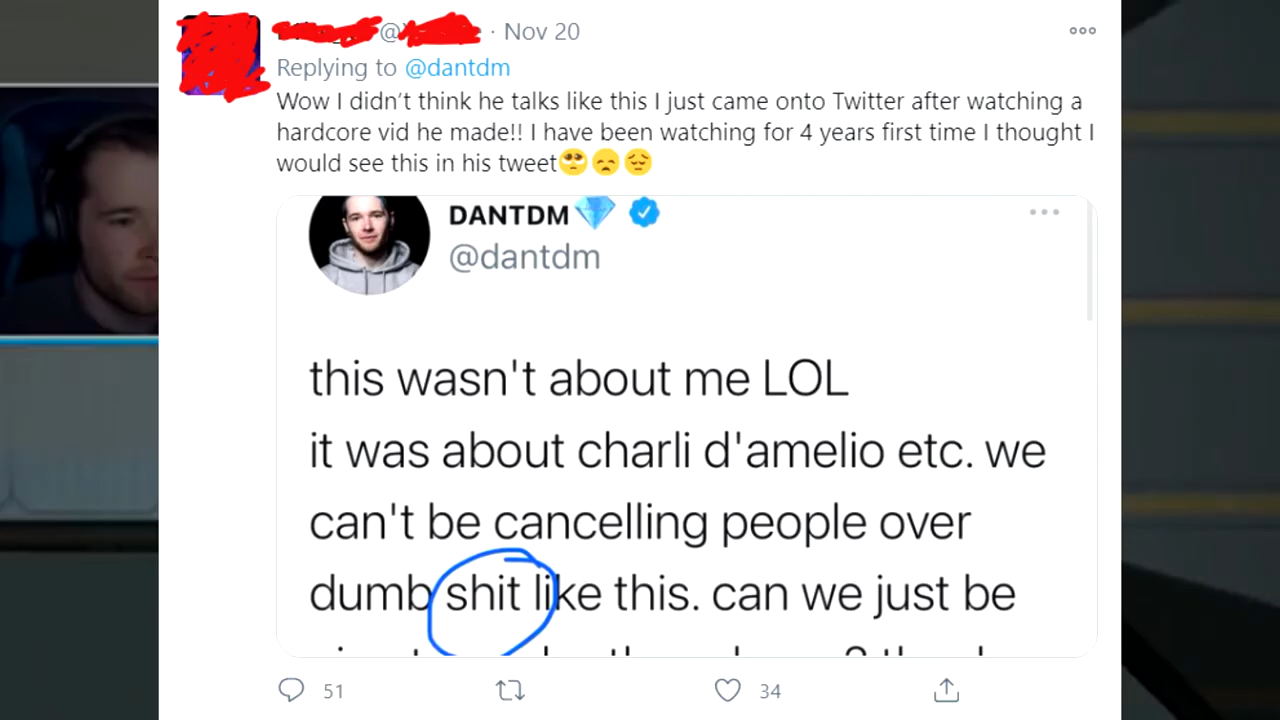 @ · Nov 20
Replying to @dantdm
Wow I didn't think he talks like this I just came onto Twitter after watching a
hardcore vid he made!! I have been watching for 4 years first time I thought I
would see this in his tweet🥺😞😔
DANTDM💎
@dantdm
this wasn't about me LOL
it was about charli d'amelio etc. we
can't be cancelling people over
dumb shit like this. can we just be
51
34